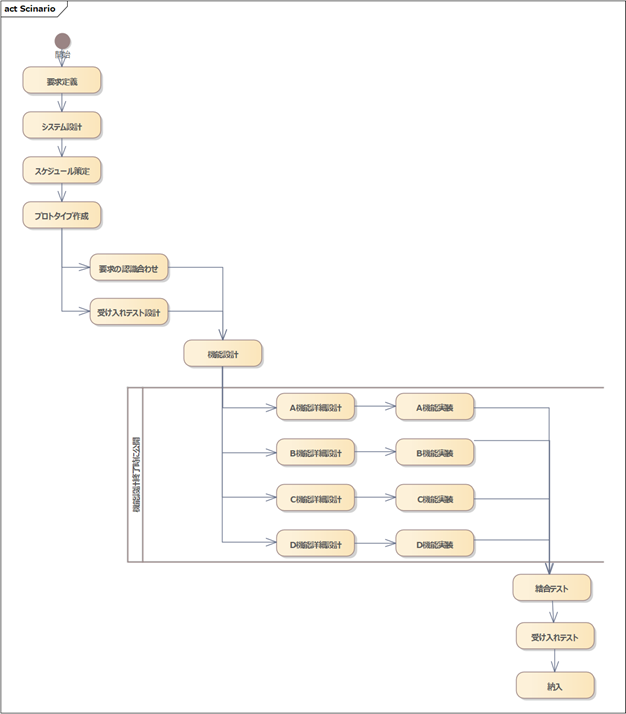 act Scinario
開始
要求定義
システム設計
スケジュール策定
プロトタイプ作成
要求の認識合わせ
受け入れテスト設計
機能設計
機能設計終了時に公開
A機能詳細設計
A機能実装
B機能詳細設計
B機能実装
C機能詳細設計
C機能実装
D機能詳細設計
D機能実装
結合テスト
受け入れテスト
納入